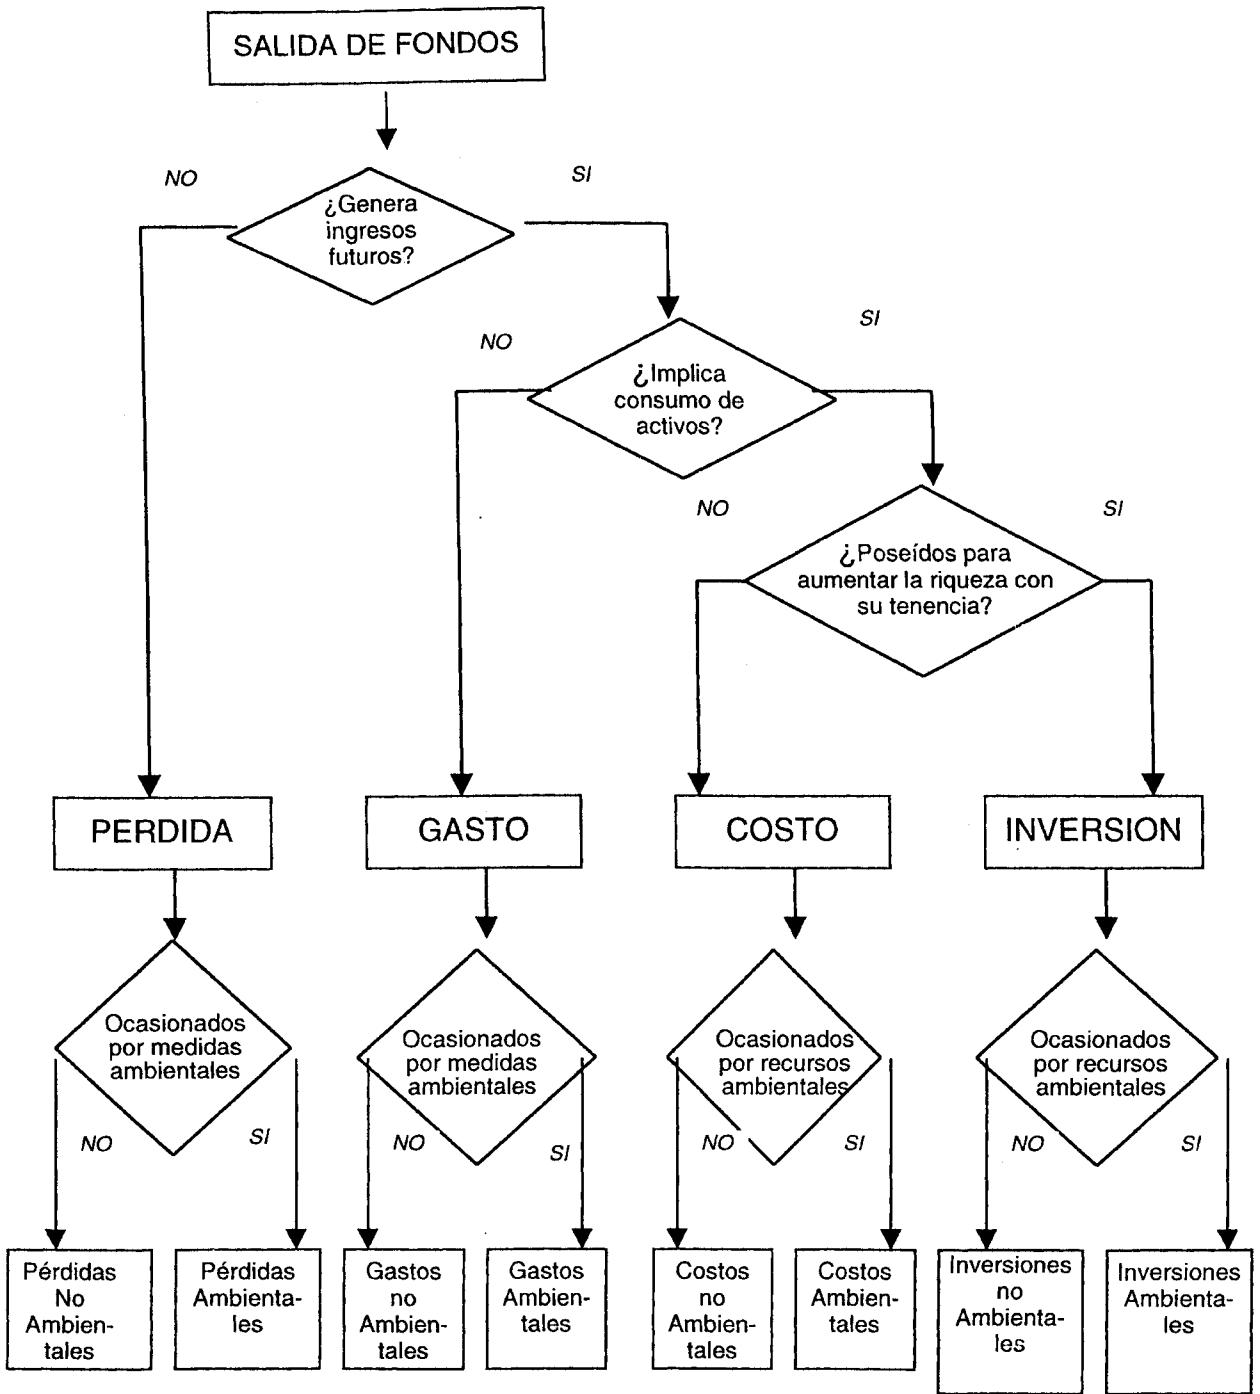 SALIDA DE FONDOS
NO
SI
¿Genera
ingresos
futuros?
NO
SI
¿Implica
consumo de
activos?
NO
SI
¿Poseídos para
aumentar la riqueza con
su tenencia?
PERDIDA
GASTO
COSTO
INVERSION
Ocasionados
por medidas
ambientales
Ocasionados
por medidas
ambientales
Ocasionados
por recursos
ambientales
Ocasionados
por recursos
ambientales
NO
SI
NO
SI
NO
SI
NO
SI
Pérdidas
No
Ambien-
tales
Pérdidas
Ambienta-
les
Gastos
no
Ambien-
tales
Gastos
Ambien-
tales
Costos
no
Ambien-
tales
Costos
Ambien-
tales
Inversiones
no
Ambienta-
les
Inversiones
Ambienta-
les